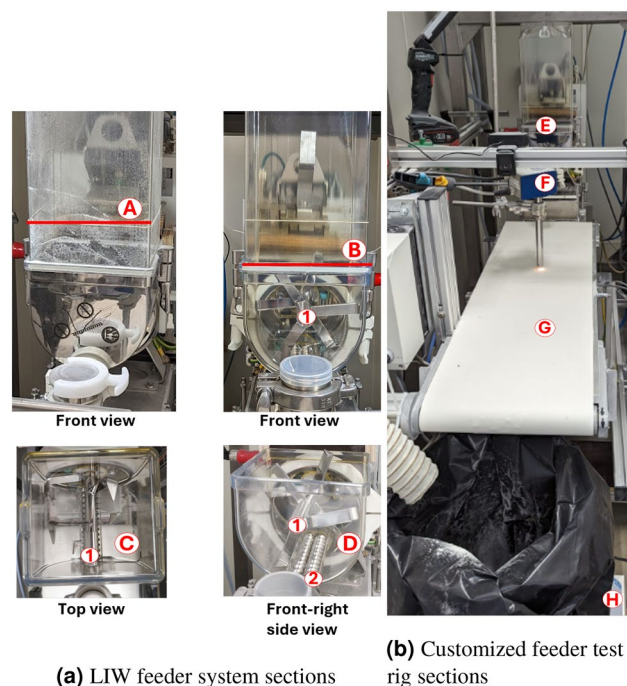 A
B
1
Front view
Front view
1
C
1
D
2
Top view
Front-right
side view
(a) LIW feeder system sections
E
F
G
H
(b) Customized feeder test
rig sections